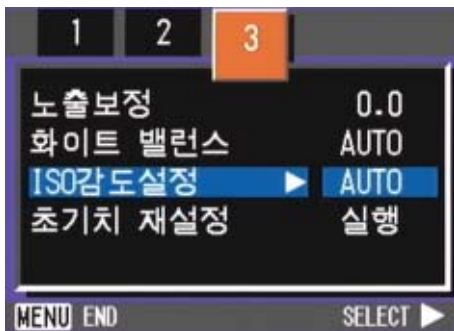 1 2 3
노출보정 0.0
화이트 밸런스 AUTO
ISO감도설정 ▶ AUTO
초기치 재설정 실행
MENU END SELECT ▶